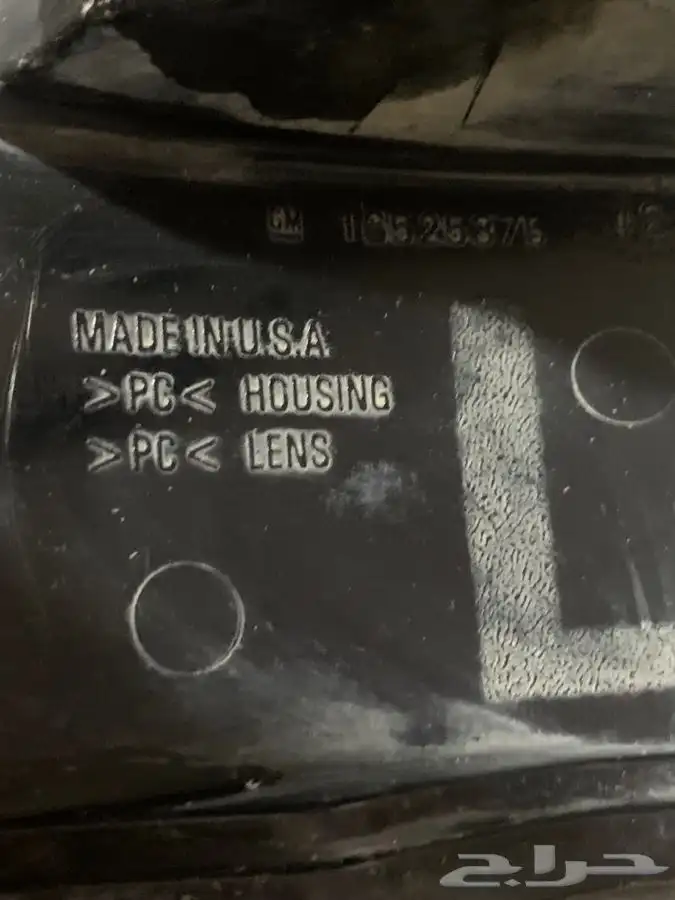 GM
MADE IN U.S.A.
>PC< HOUSING
>PC< LENS
L
حراج